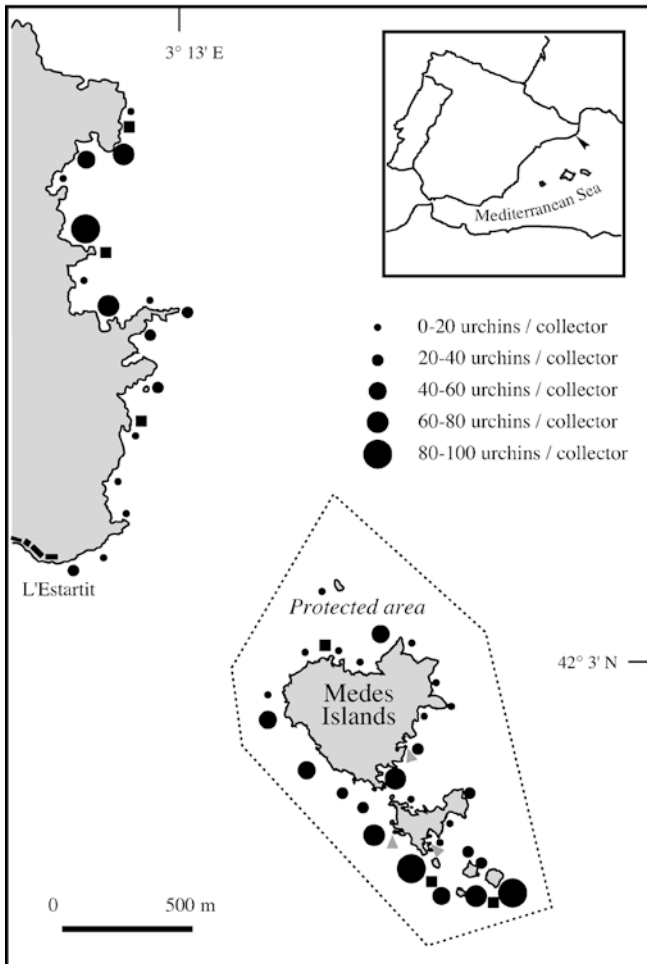 3° 13' E
Mediterranean Sea
0-20 urchins / collector
20-40 urchins / collector
40-60 urchins / collector
60-80 urchins / collector
80-100 urchins / collector
L'Estartit
Protected area
42° 3' N
Medes
Islands
0 500 m